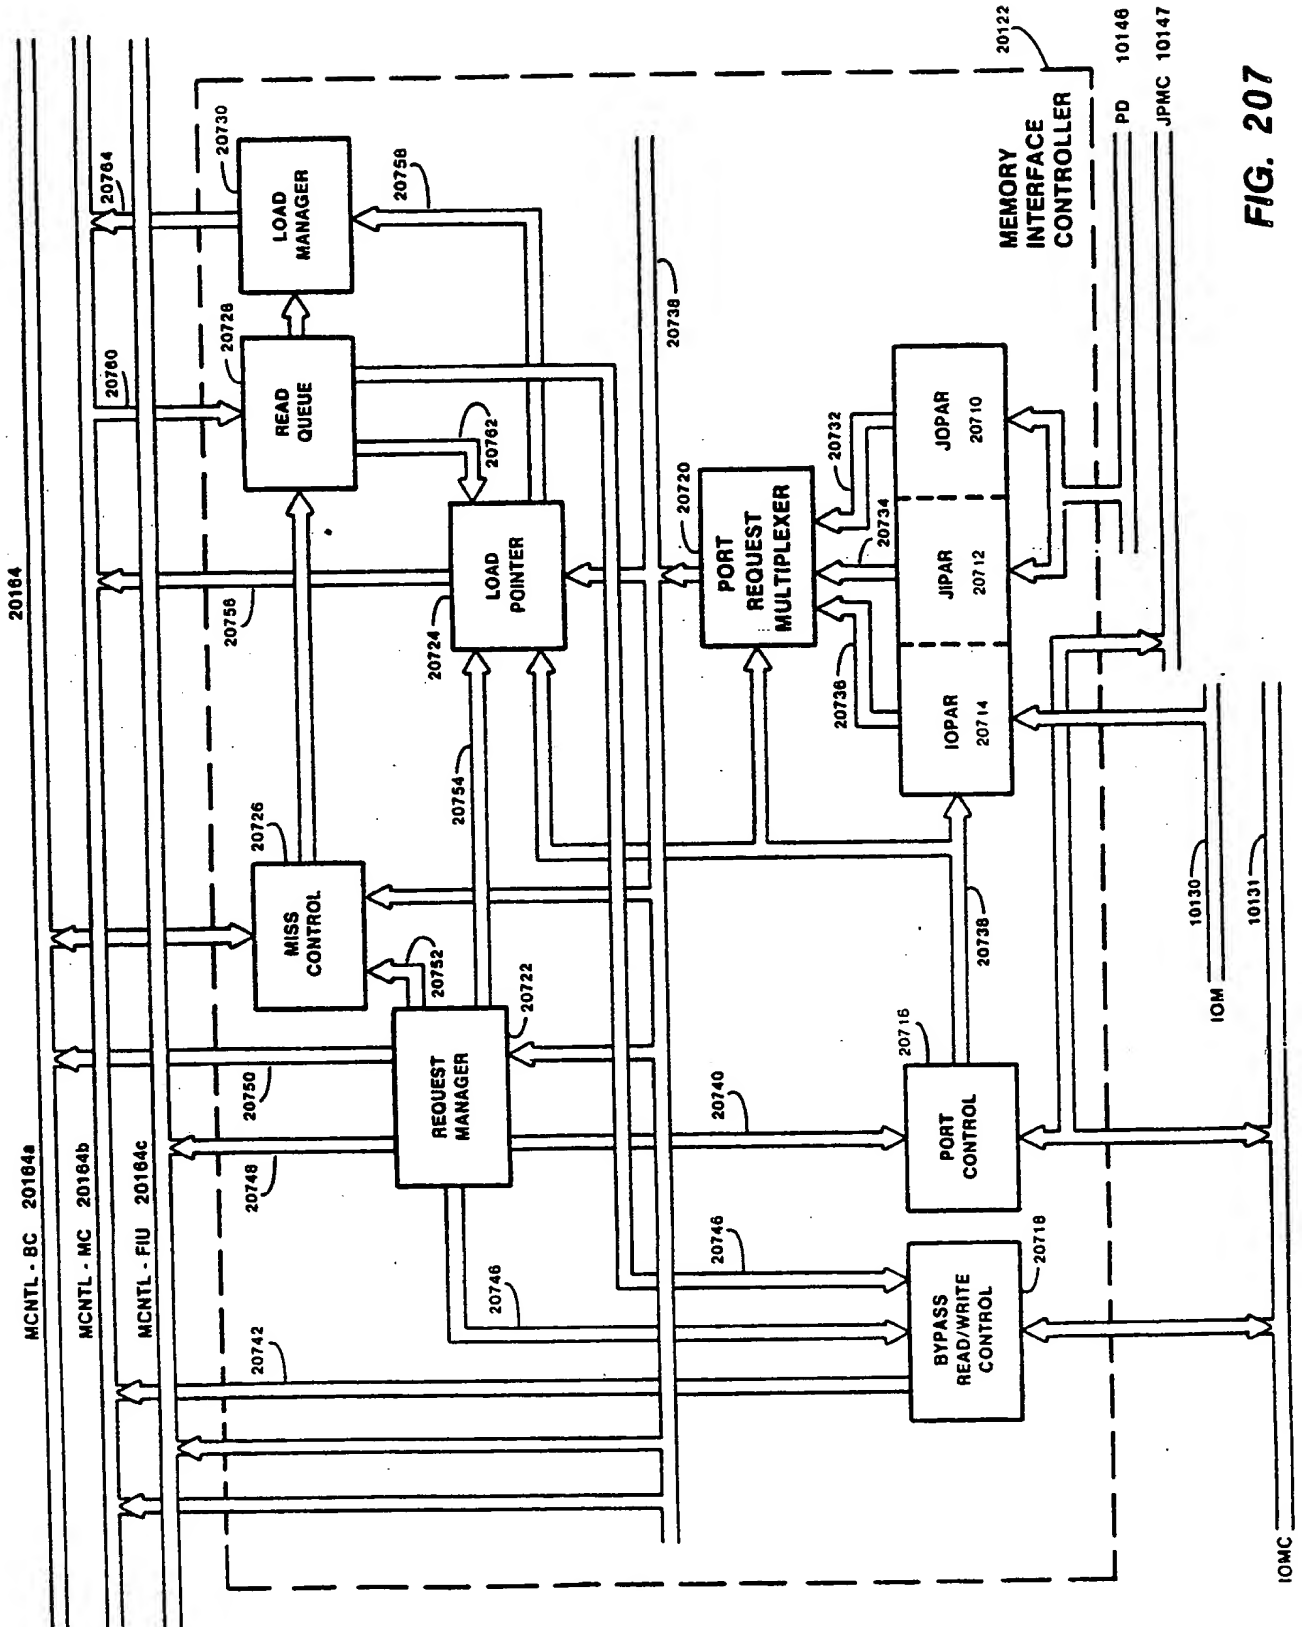 20164
MCNTL - BC 20164a
MCNTL - MC 20164b
MCNTL - FIU 20164c
20742
20748
20750
20756
20760
20764
20122
MISS
CONTROL
20726
READ
QUEUE
20728
LOAD
MANAGER
20730
REQUEST
MANAGER
20722
20752
20754
LOAD
POINTER
20724
20762
20758
20746
20746
20740
20738
PORT
REQUEST
MULTIPLEXER
20720
20736
20734
20732
BYPASS
READ/WRITE
CONTROL
20718
PORT
CONTROL
20716
20738
IOPAR
20714
JIPAR
20712
JOPAR
20710
MEMORY
INTERFACE
CONTROLLER
PD 10146
JPMC 10147
IOM
10130
IOMC
10131
FIG. 207